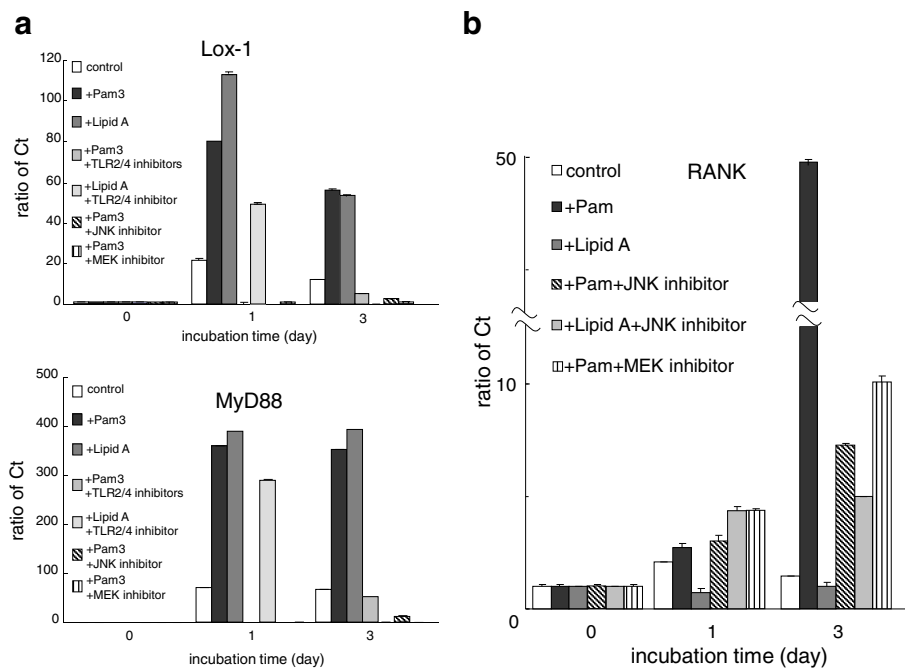 a
Lox-1
ratio of Ct
120
100
80
60
40
20
0
control
+Pam3
+Lipid A
+Pam3
+TLR2/4 inhibitors
+Lipid A
+TLR2/4 inhibitor
+Pam3
+JNK inhibitor
+Pam3
+MEK inhibitor
0
1
3
incubation time (day)
MyD88
ratio of Ct
500
400
300
200
100
0
control
+Pam3
+Lipid A
+Pam3
+TLR2/4 inhibitors
+Lipid A
+TLR2/4 inhibitor
+Pam3
+JNK inhibitor
+Pam3
+MEK inhibitor
0
1
3
incubation time (day)
b
RANK
ratio of Ct
50
10
0
control
+Pam
+Lipid A
+Pam+JNK inhibitor
+Lipid A+JNK inhibitor
+Pam+MEK inhibitor
0
1
3
incubation time (day)